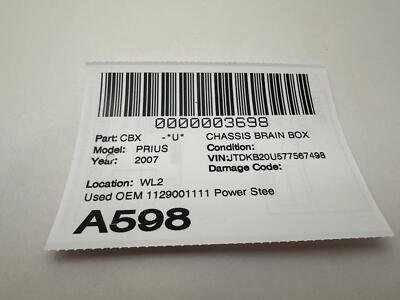 0000003698
Part: CBX -*U* CHASSIS BRAIN BOX
Model: PRIUS Condition:
Year: 2007 VIN: JTDKB20U577567498
Damage Code:
Location: WL2
Used OEM 1129001111 Power Stee
A598